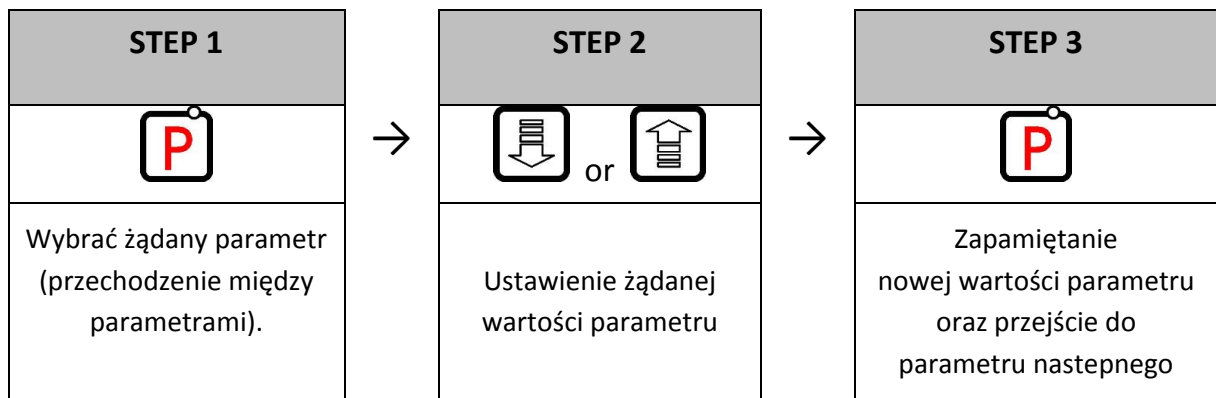 STEP 1
P
Wybrać żądany parametr
(przechodzenie między
parametrami).
→
STEP 2
or
Ustawienie żądanej
wartości parametru
→
STEP 3
P
Zapamiętanie
nowej wartości parametru
oraz przejście do
parametru nastepnego